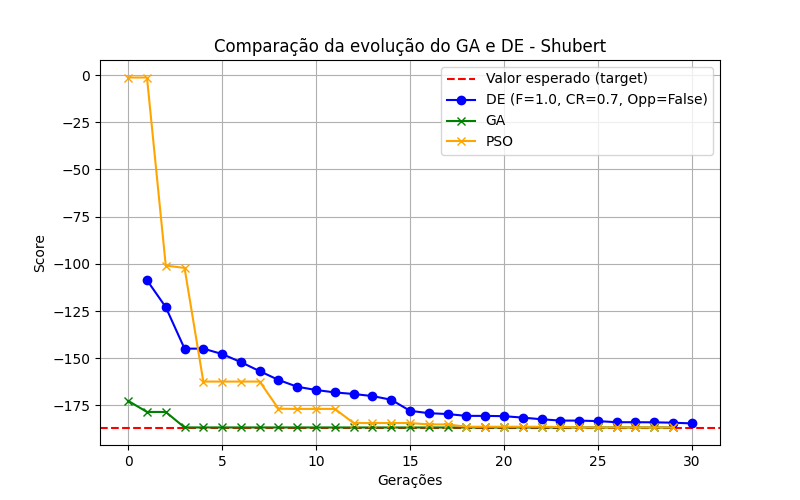 Comparação da evolução do GA e DE - Shubert
Valor esperado (target)
DE (F=1.0, CR=0.7, Opp=False)
GA
PSO
Score
0
−25
−50
−75
−100
−125
−150
−175
0 5 10 15 20 25 30
Gerações